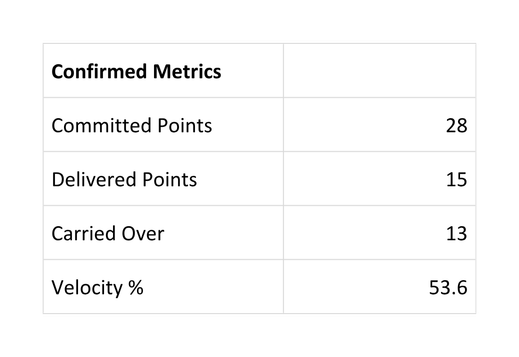 Confirmed Metrics
Committed Points 28
Delivered Points 15
Carried Over 13
Velocity % 53.6